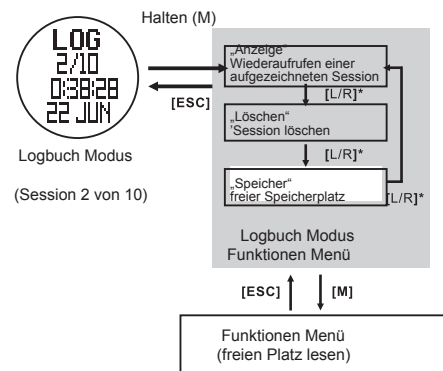 Halten (M)
LOG
2/10
0:38:28
22 JUN
[ESC]
Logbuch Modus
(Session 2 von 10)
„Anzeige"
Wiederaufrufen einer
aufgezeichneten Session
[L/R]*
„Löschen"
'Session löschen
[L/R]*
„Speicher"
freier Speicherplatz
[L/R]*
Logbuch Modus
Funktionen Menü
[ESC]
[M]
Funktionen Menü
(freien Platz lesen)